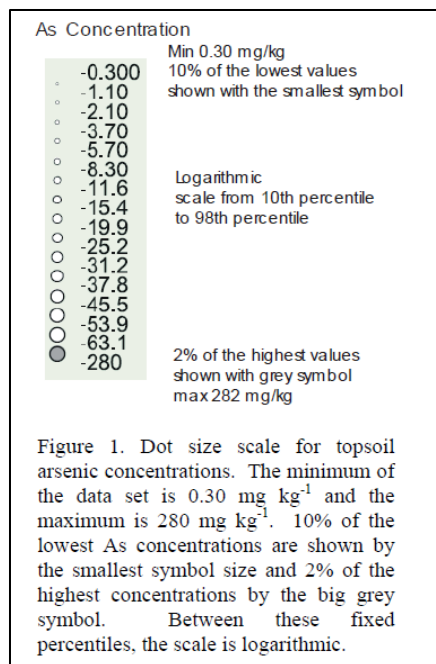 As Concentration
Min 0.30 mg/kg
10% of the lowest values
shown with the smallest symbol
-0.300
-1.10
-2.10
-3.70
-5.70
-8.30
-11.6
-15.4
-19.9
-25.2
-31.2
-37.8
-45.5
-53.9
-63.1
-280
Logarithmic
scale from 10th percentile
to 98th percentile
2% of the highest values
shown with grey symbol
max 282 mg/kg
Figure 1. Dot size scale for topsoil
arsenic concentrations. The minimum of
the data set is 0.30 mg kg-1 and the
maximum is 280 mg kg-1. 10% of the
lowest As concentrations are shown by
the smallest symbol size and 2% of the
highest concentrations by the big grey
symbol. Between these fixed
percentiles, the scale is logarithmic.